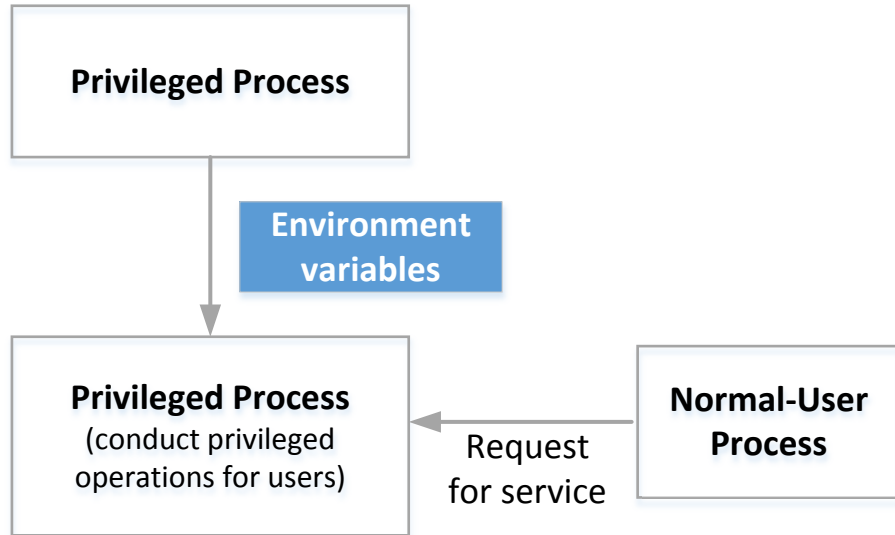 Privileged Process
Environment
variables
Privileged Process
(conduct privileged
operations for users)
Request
for service
Normal-User
Process